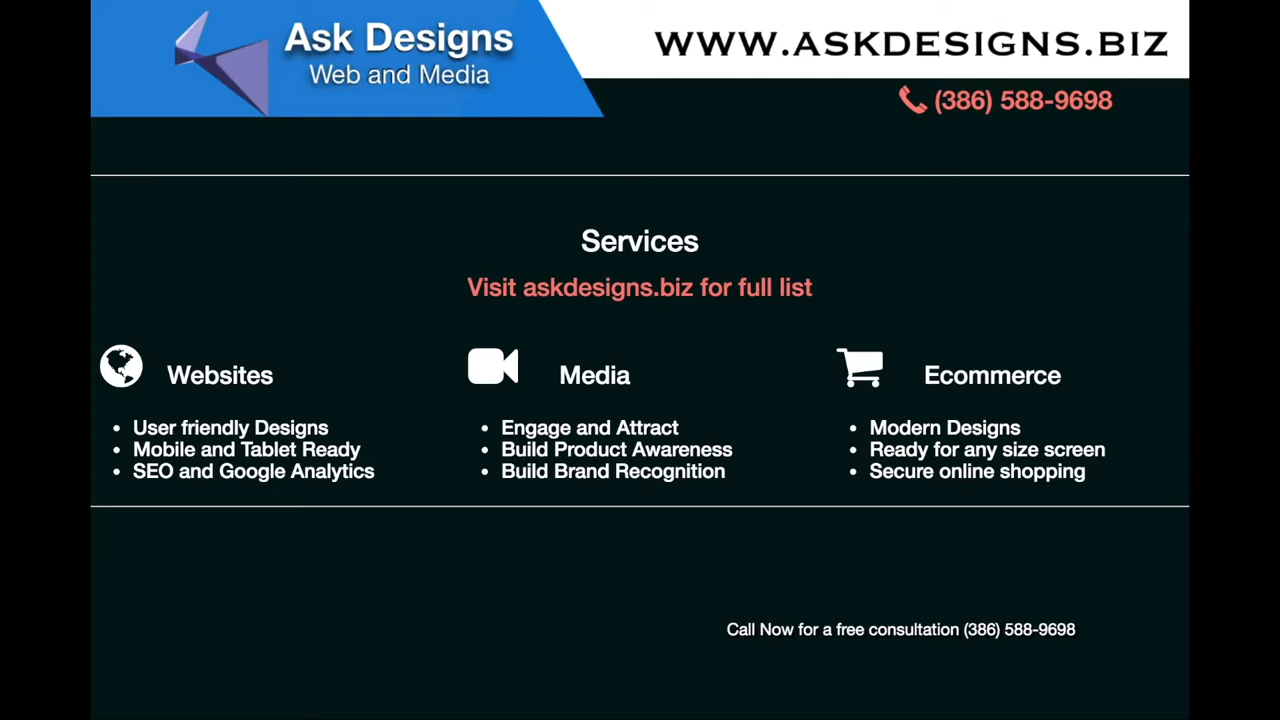 Ask Designs
Web and Media
WWW.ASKDESIGNS.BIZ
(386) 588-9698
Services
Visit askdesigns.biz for full list
Websites
• User friendly Designs
• Mobile and Tablet Ready
• SEO and Google Analytics
Media
• Engage and Attract
• Build Product Awareness
• Build Brand Recognition
Ecommerce
• Modern Designs
• Ready for any size screen
• Secure online shopping
Call Now for a free consultation (386) 588-9698